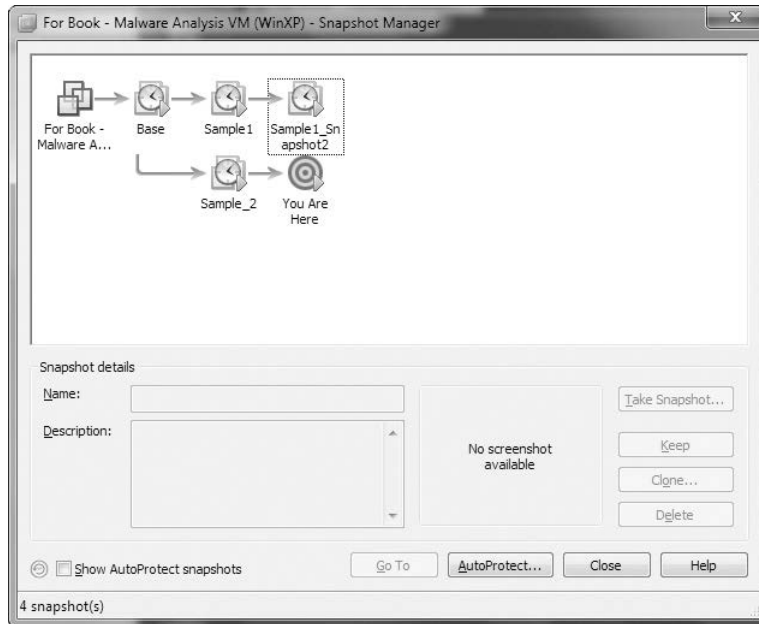 For Book - Malware Analysis VM (WinXP) - Snapshot Manager
For Book -
Malware A...
Base
Sample1
Sample1_Sn
apshot2
Sample_2
You Are
Here
Snapshot details
Name:
Description:
No screenshot
available
Take Snapshot...
Keep
Clone...
Delete
Show AutoProtect snapshots
Go To
AutoProtect...
Close
Help
4 snapshot(s)